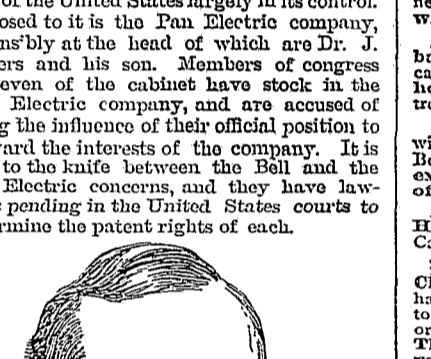 of the United States largely in its control.
osed to it is the Pan Electric company,
ns'bly at the head of which are Dr. J.
ers and his son. Members of congress
even of the cabinet have stock in the
Electric company, and are accused of
g the influence of their official position to
ard the interests of the company. It is
to the knife between the Bell and the
Electric concerns, and they have law-
pending in the United States courts to
rmine the patent rights of each.